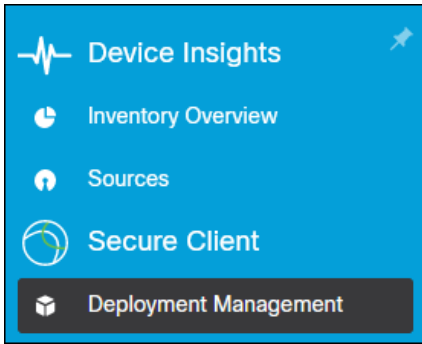 Device Insights
Inventory Overview
Sources
Secure Client
Deployment Management